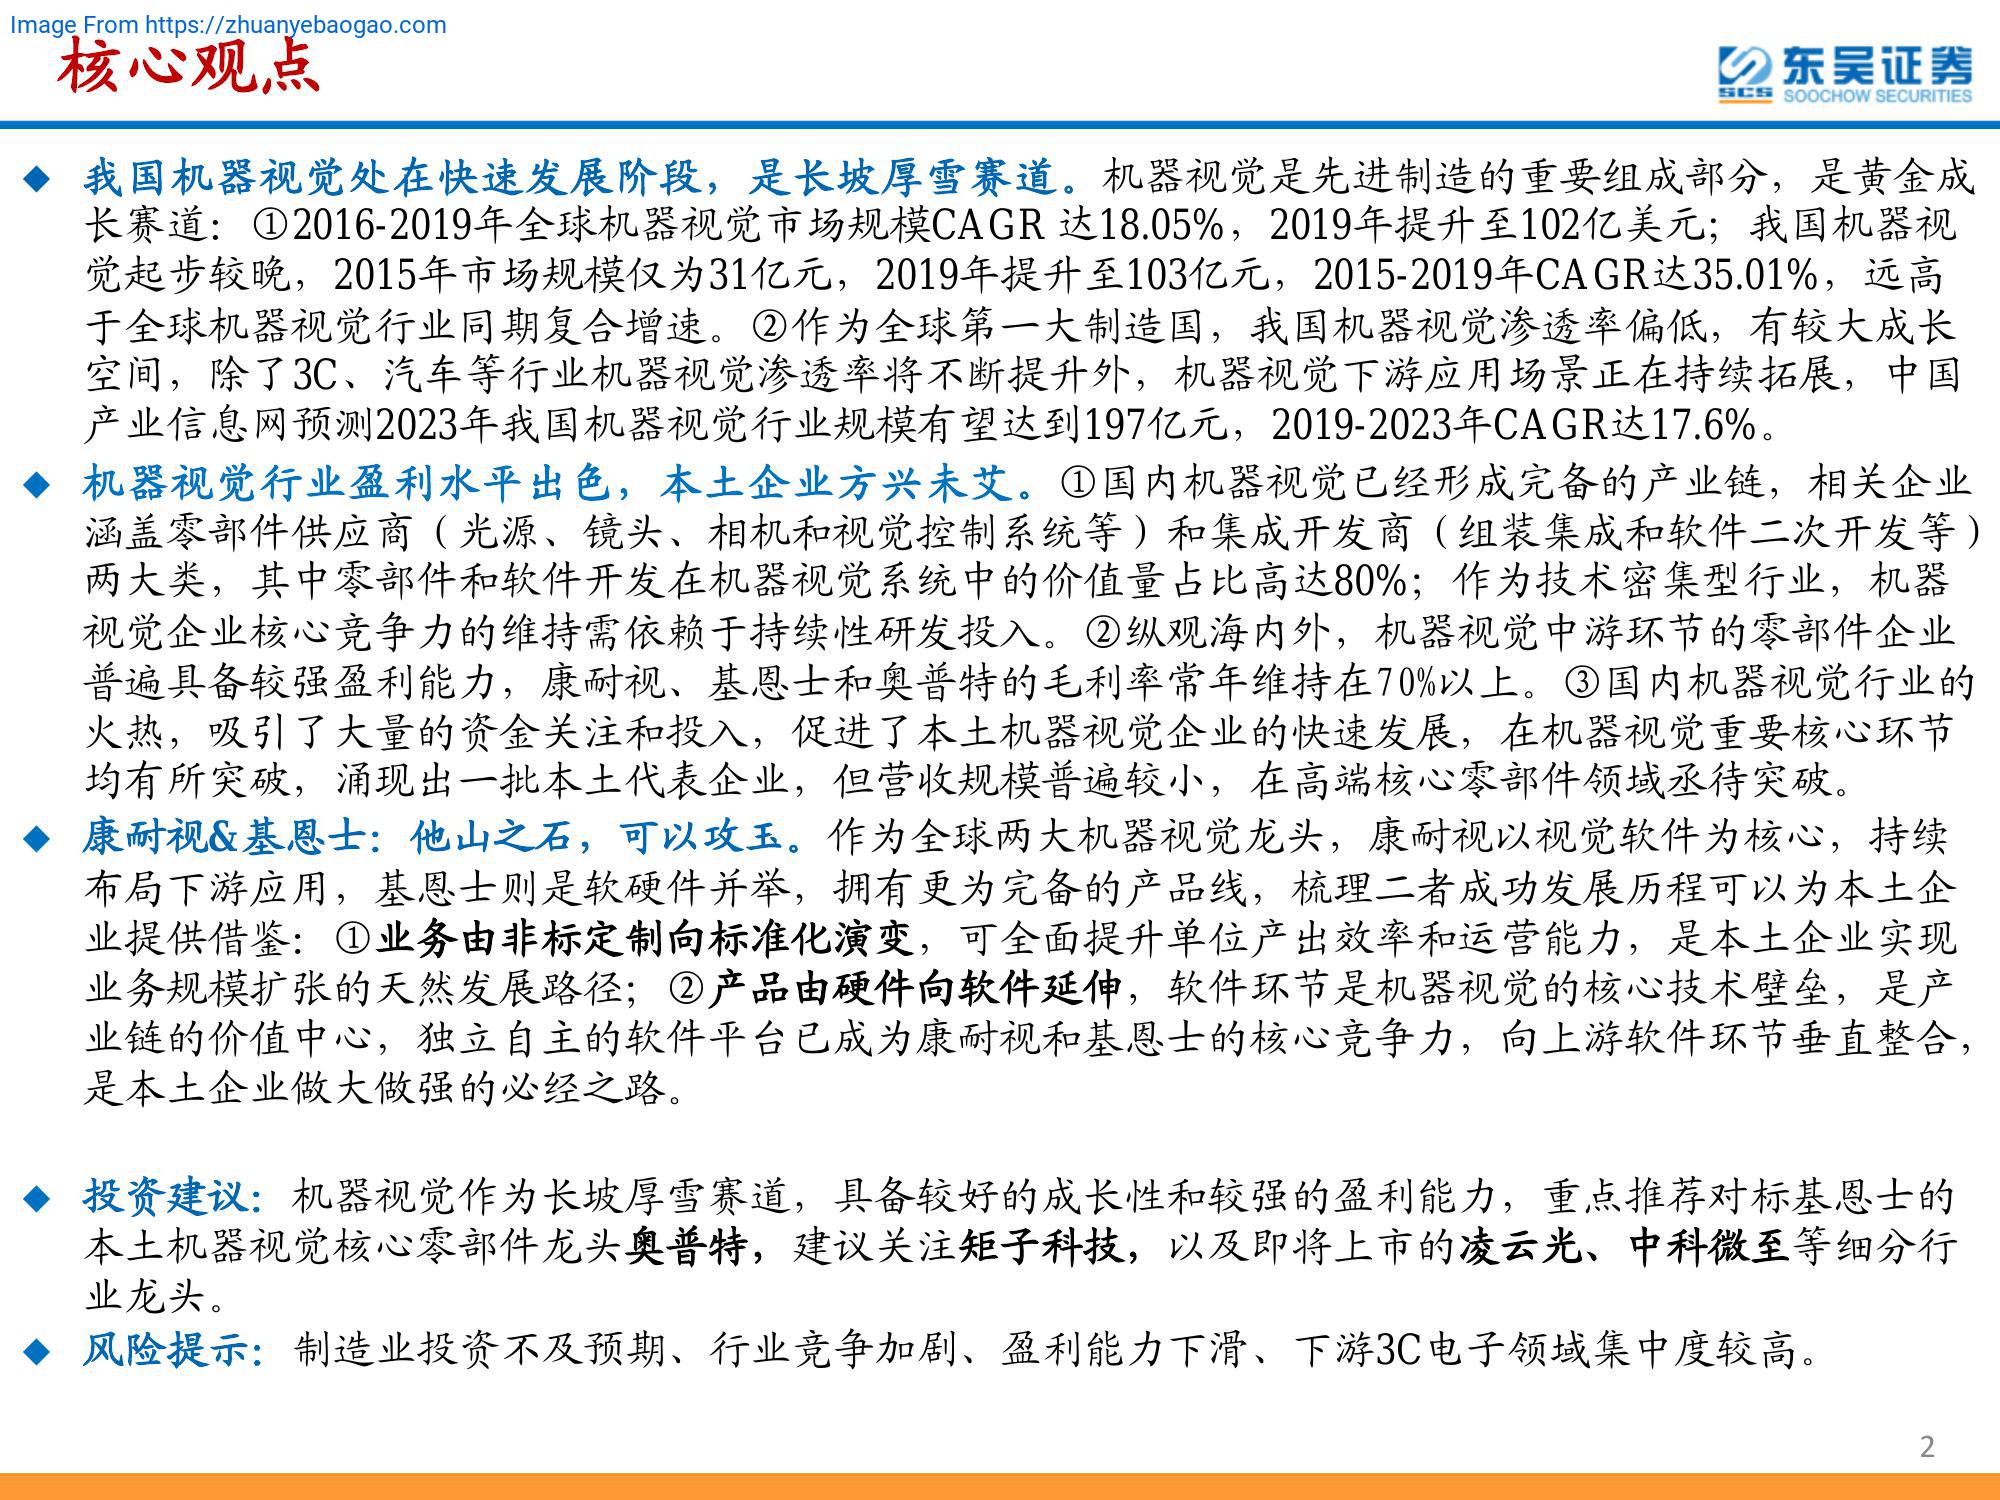 Image From https://zhuanyebaogao.com
核心观点
东吴证券
SCS SOOCHOW SECURITIES
◆ 我国机器视觉处在快速发展阶段，是长坡厚雪赛道。机器视觉是先进制造的重要组成部分，是黄金成
长赛道：①2016-2019年全球机器视觉市场规模CAGR 达18.05%，2019年提升至102亿美元；我国机器视
觉起步较晚，2015年市场规模仅为31亿元，2019年提升至103亿元，2015-2019年CAGR达35.01%，远高
于全球机器视觉行业同期复合增速。②作为全球第一大制造国，我国机器视觉渗透率偏低，有较大成长
空间，除了3C、汽车等行业机器视觉渗透率将不断提升外，机器视觉下游应用场景正在持续拓展，中国
产业信息网预测2023年我国机器视觉行业规模有望达到197亿元，2019-2023年CAGR达17.6%。
◆ 机器视觉行业盈利水平出色，本土企业方兴未艾。①国内机器视觉已经形成完备的产业链，相关企业
涵盖零部件供应商（光源、镜头、相机和视觉控制系统等）和集成开发商（组装集成和软件二次开发等）
两大类，其中零部件和软件开发在机器视觉系统中的价值量占比高达80%；作为技术密集型行业，机器
视觉企业核心竞争力的维持需依赖于持续性研发投入。②纵观海内外，机器视觉中游环节的零部件企业
普遍具备较强盈利能力，康耐视、基恩士和奥普特的毛利率常年维持在70%以上。③国内机器视觉行业的
火热，吸引了大量的资金关注和投入，促进了本土机器视觉企业的快速发展，在机器视觉重要核心环节
均有所突破，涌现出一批本土代表企业，但营收规模普遍较小，在高端核心零部件领域丞待突破。
◆ 康耐视&基恩士：他山之石，可以攻玉。作为全球两大机器视觉龙头，康耐视以视觉软件为核心，持续
布局下游应用，基恩士则是软硬件并举，拥有更为完备的产品线，梳理二者成功发展历程可以为本土企
业提供借鉴：①业务由非标定制向标准化演变，可全面提升单位产出效率和运营能力，是本土企业实现
业务规模扩张的天然发展路径；②产品由硬件向软件延伸，软件环节是机器视觉的核心技术壁垒，是产
业链的价值中心，独立自主的软件平台已成为康耐视和基恩士的核心竞争力，向上游软件环节垂直整合，
是本土企业做大做强的必经之路。
◆ 投资建议：机器视觉作为长坡厚雪赛道，具备较好的成长性和较强的盈利能力，重点推荐对标基恩士的
本土机器视觉核心零部件龙头奥普特，建议关注矩子科技，以及即将上市的凌云光、中科微至等细分行
业龙头。
◆ 风险提示：制造业投资不及预期、行业竞争加剧、盈利能力下滑、下游3C电子领域集中度较高。
2